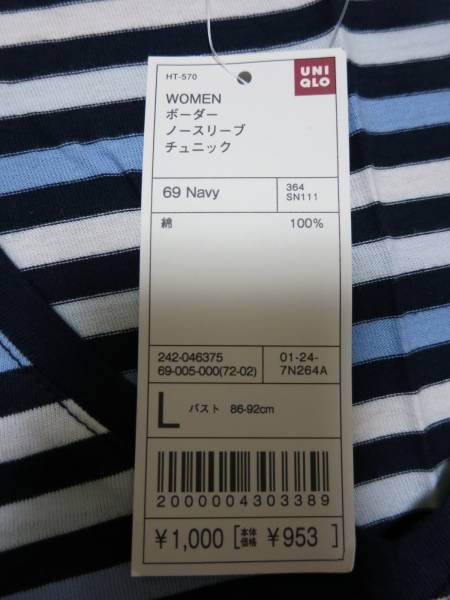 HT-570
UNI
QLO
WOMEN
ボーダー
ノースリーブ
チュニック
69 Navy
364
SN111
綿 100%
242-046375
69-005-000(72-02)
01-24-
7N264A
L バスト 86-92cm
2000004303389
¥1,000 [本体価格 ¥953 ]